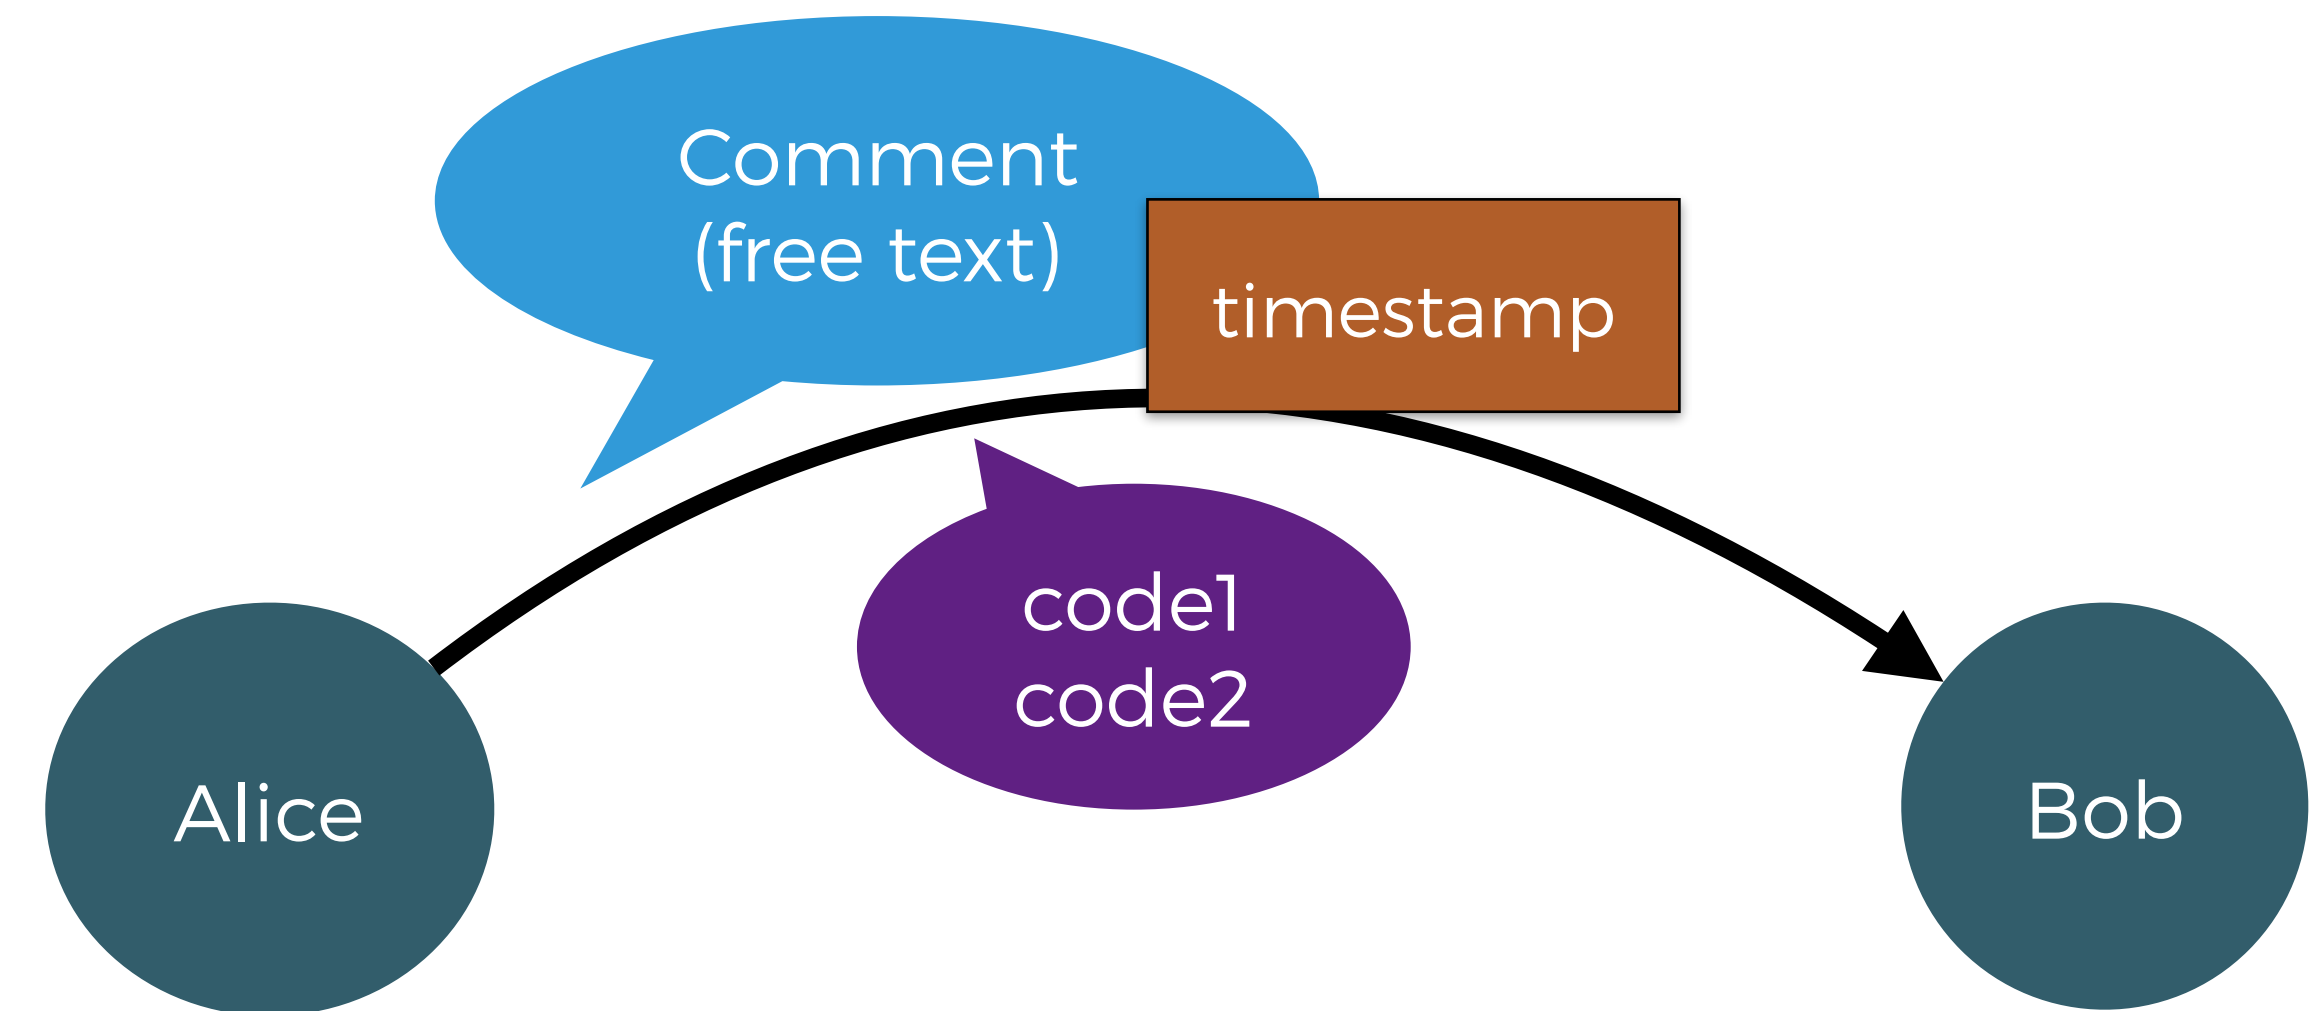 Comment
(free text)
timestamp
code1
code2
Alice
Bob